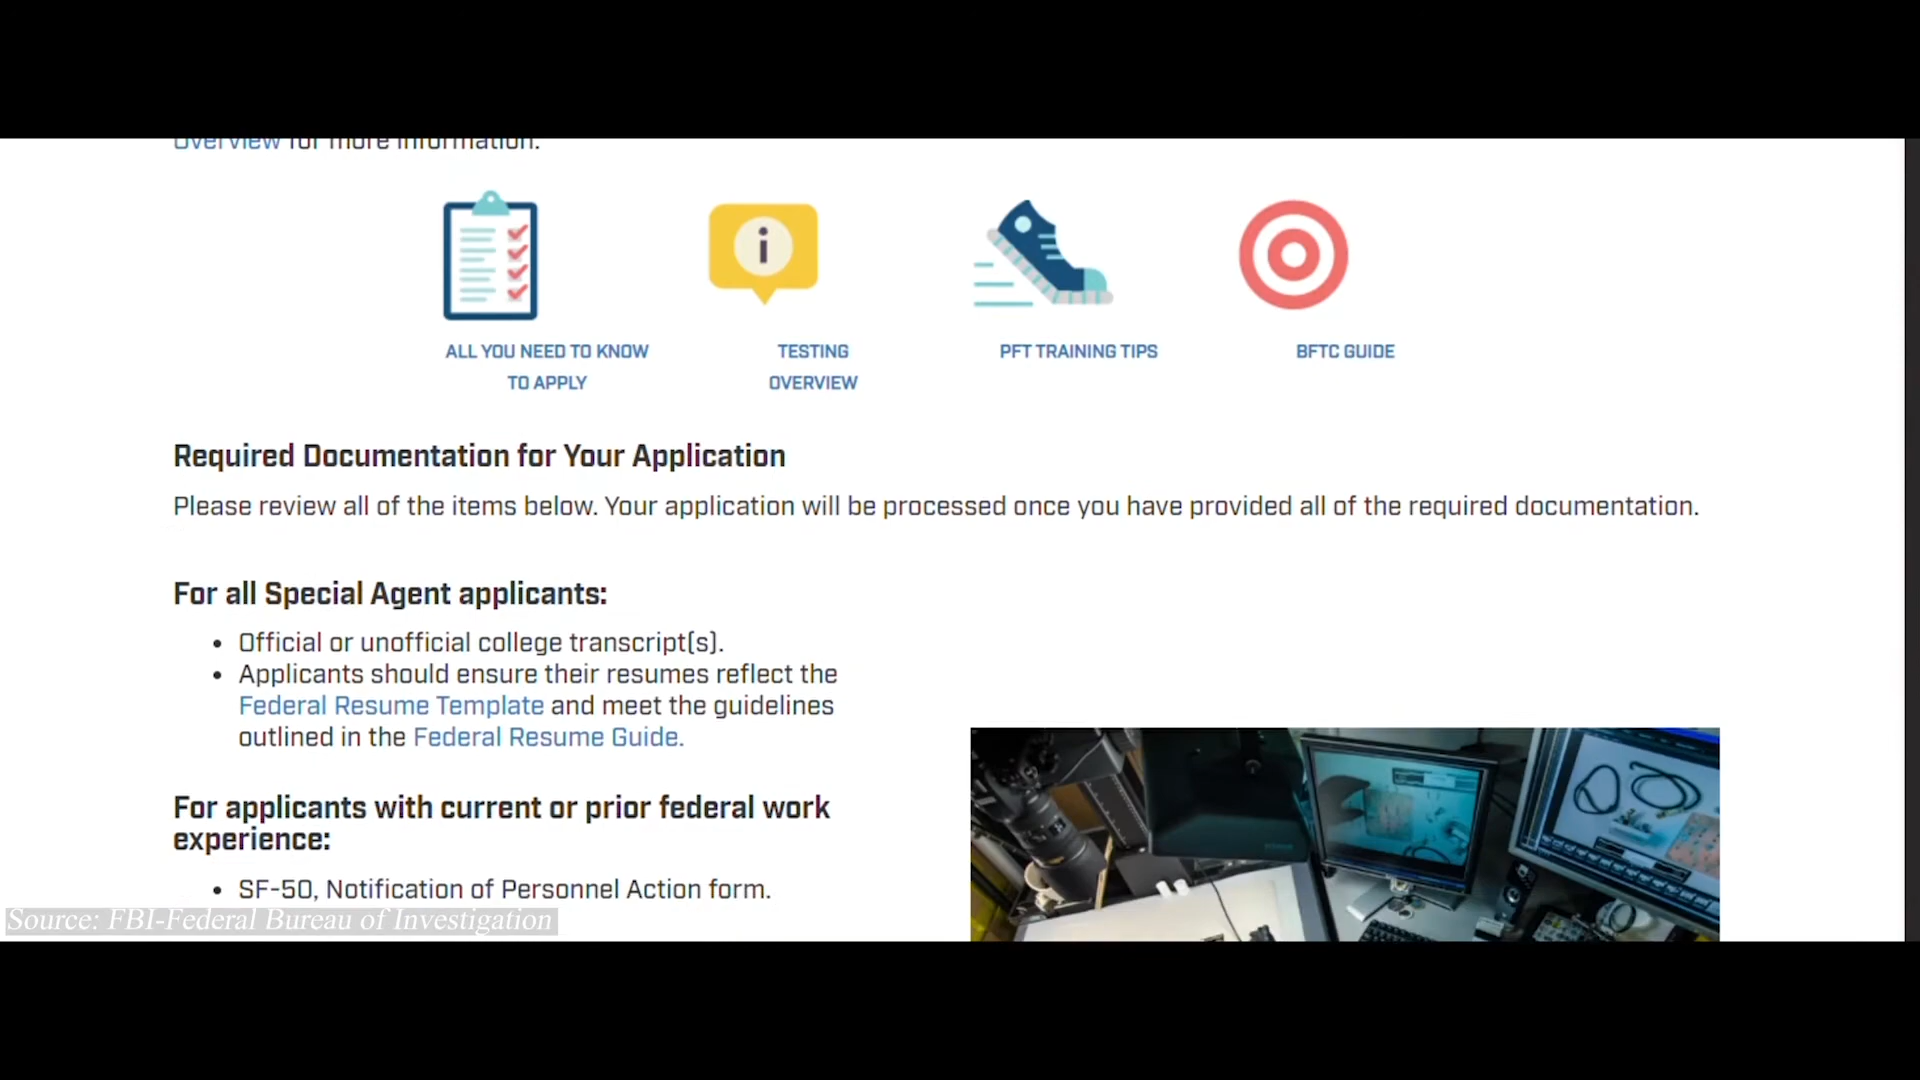 Overview for more information.
ALL YOU NEED TO KNOW
TO APPLY
TESTING
OVERVIEW
PFT TRAINING TIPS
BFTC GUIDE
Required Documentation for Your Application
Please review all of the items below. Your application will be processed once you have provided all of the required documentation.
For all Special Agent applicants:
• Official or unofficial college transcript(s).
• Applicants should ensure their resumes reflect the
Federal Resume Template and meet the guidelines
outlined in the Federal Resume Guide.
For applicants with current or prior federal work
experience:
• SF-50, Notification of Personnel Action form.
Source: FBI-Federal Bureau of Investigation